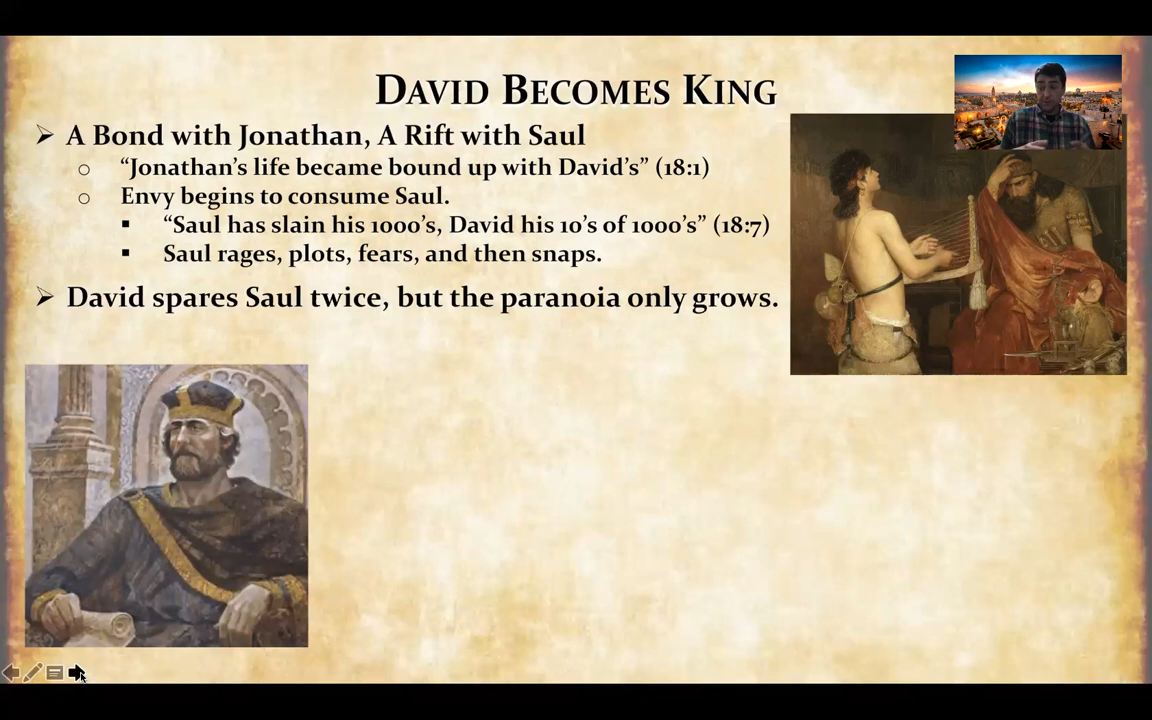 David Becomes King
➢ A Bond with Jonathan, A Rift with Saul
o “Jonathan’s life became bound up with David’s” (18:1)
o Envy begins to consume Saul.
▪ “Saul has slain his 1000’s, David his 10’s of 1000’s” (18:7)
▪ Saul rages, plots, fears, and then snaps.
➢ David spares Saul twice, but the paranoia only grows.